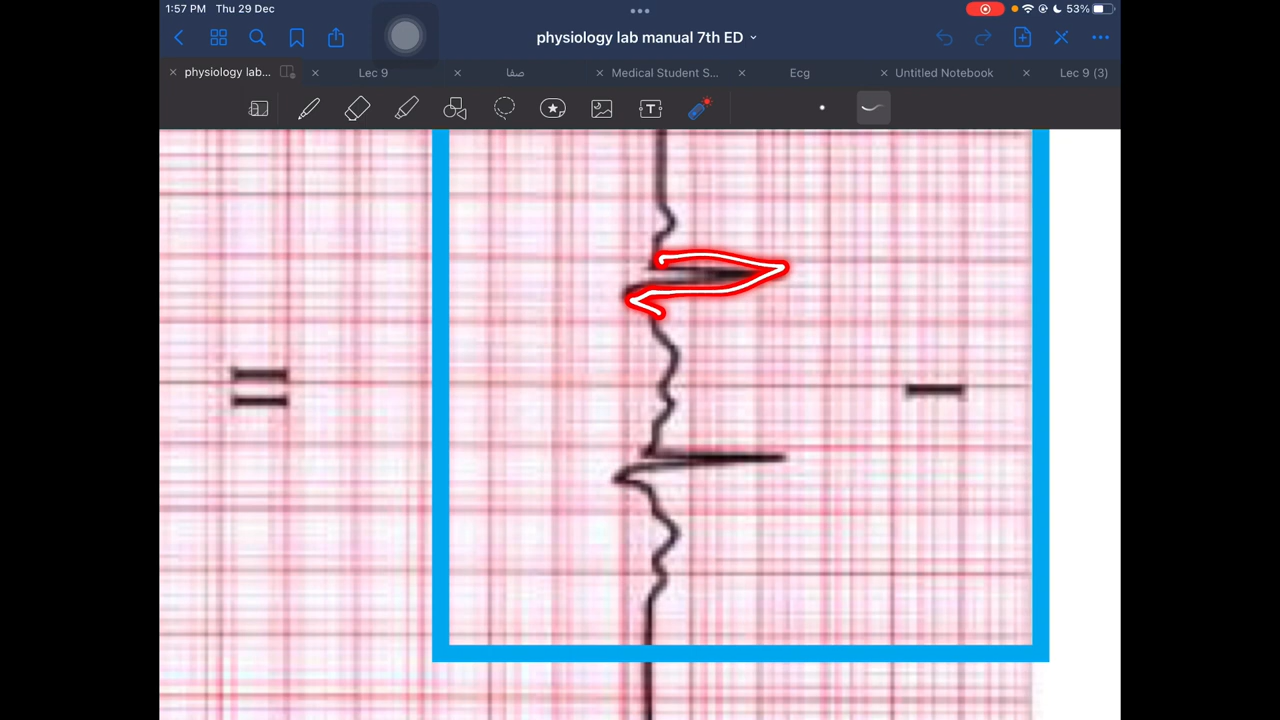 1:57 PM Thu 29 Dec
53%
physiology lab manual 7th ED
physiology lab...
Lec 9
صفا
Medical Student S...
Ecg
Untitled Notebook
Lec 9 (3)
II
I